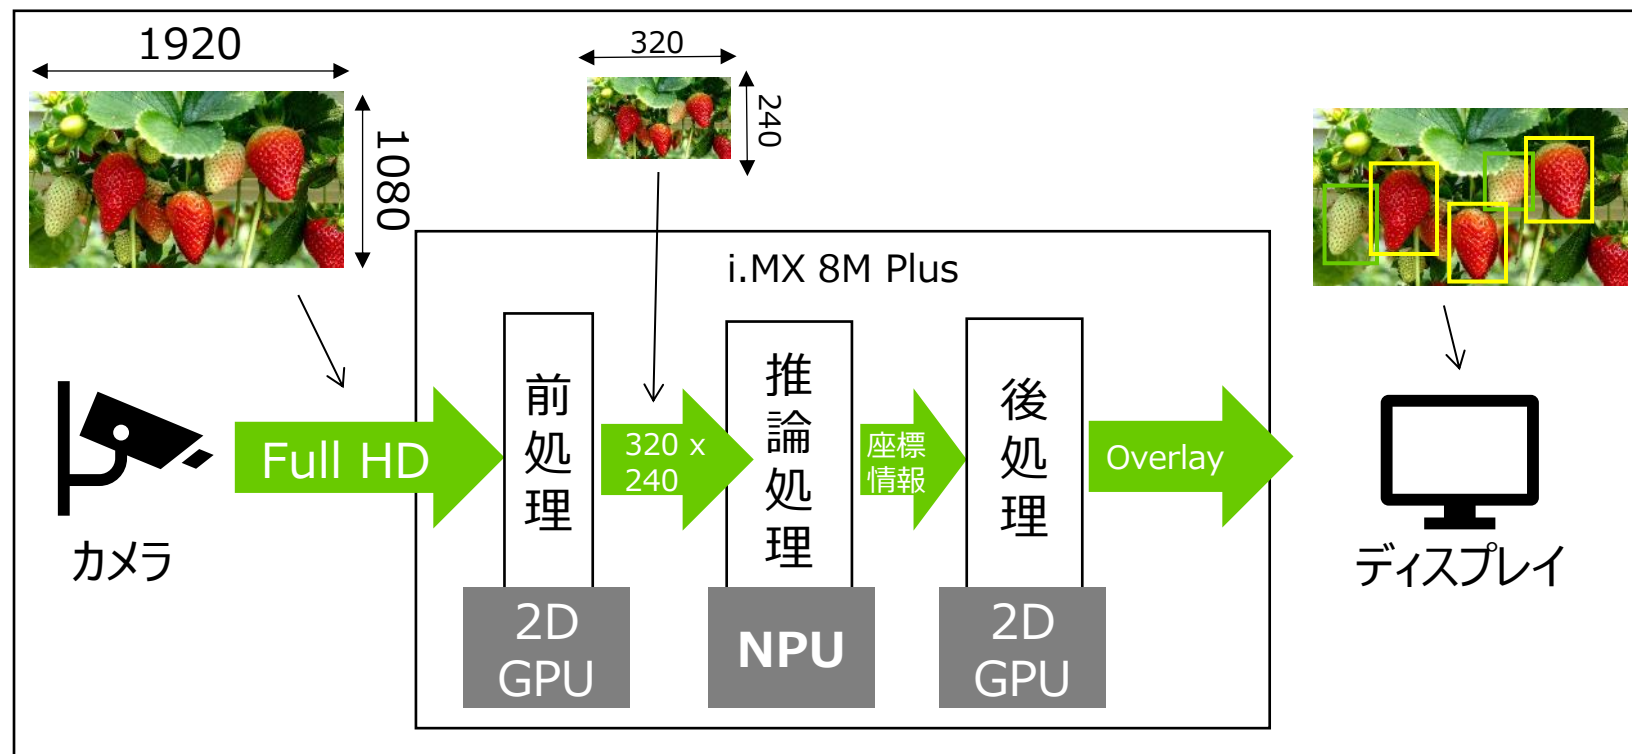 1920
1080
320
240
i.MX 8M Plus
カメラ
Full HD
前処理
2D
GPU
320 x
240
推論処理
NPU
座標
情報
後処理
2D
GPU
Overlay
ディスプレイ